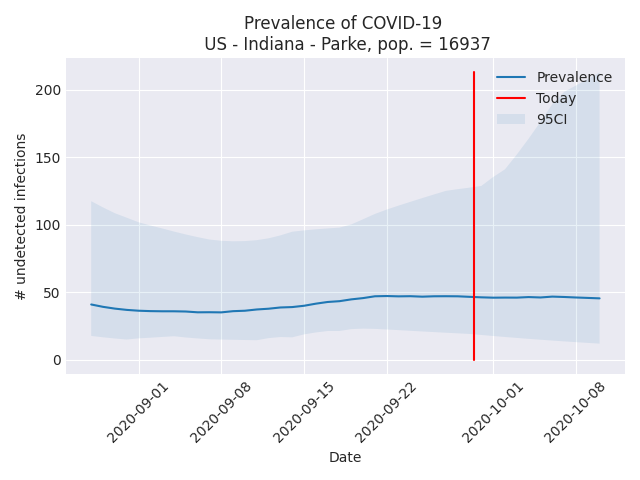 Prevalence of COVID-19
US - Indiana - Parke, pop. = 16937
Prevalence
Today
95CI
# undetected infections
200
150
100
50
0
2020-09-01
2020-09-08
2020-09-15
2020-09-22
2020-10-01
2020-10-08
Date